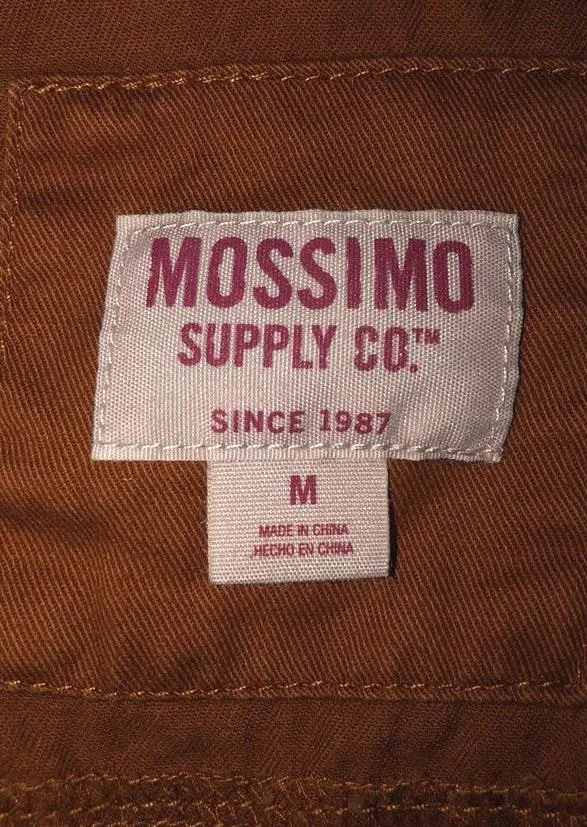 MOSSIMO
SUPPLY CO.™
SINCE 1987
M
MADE IN CHINA
HECHO EN CHINA